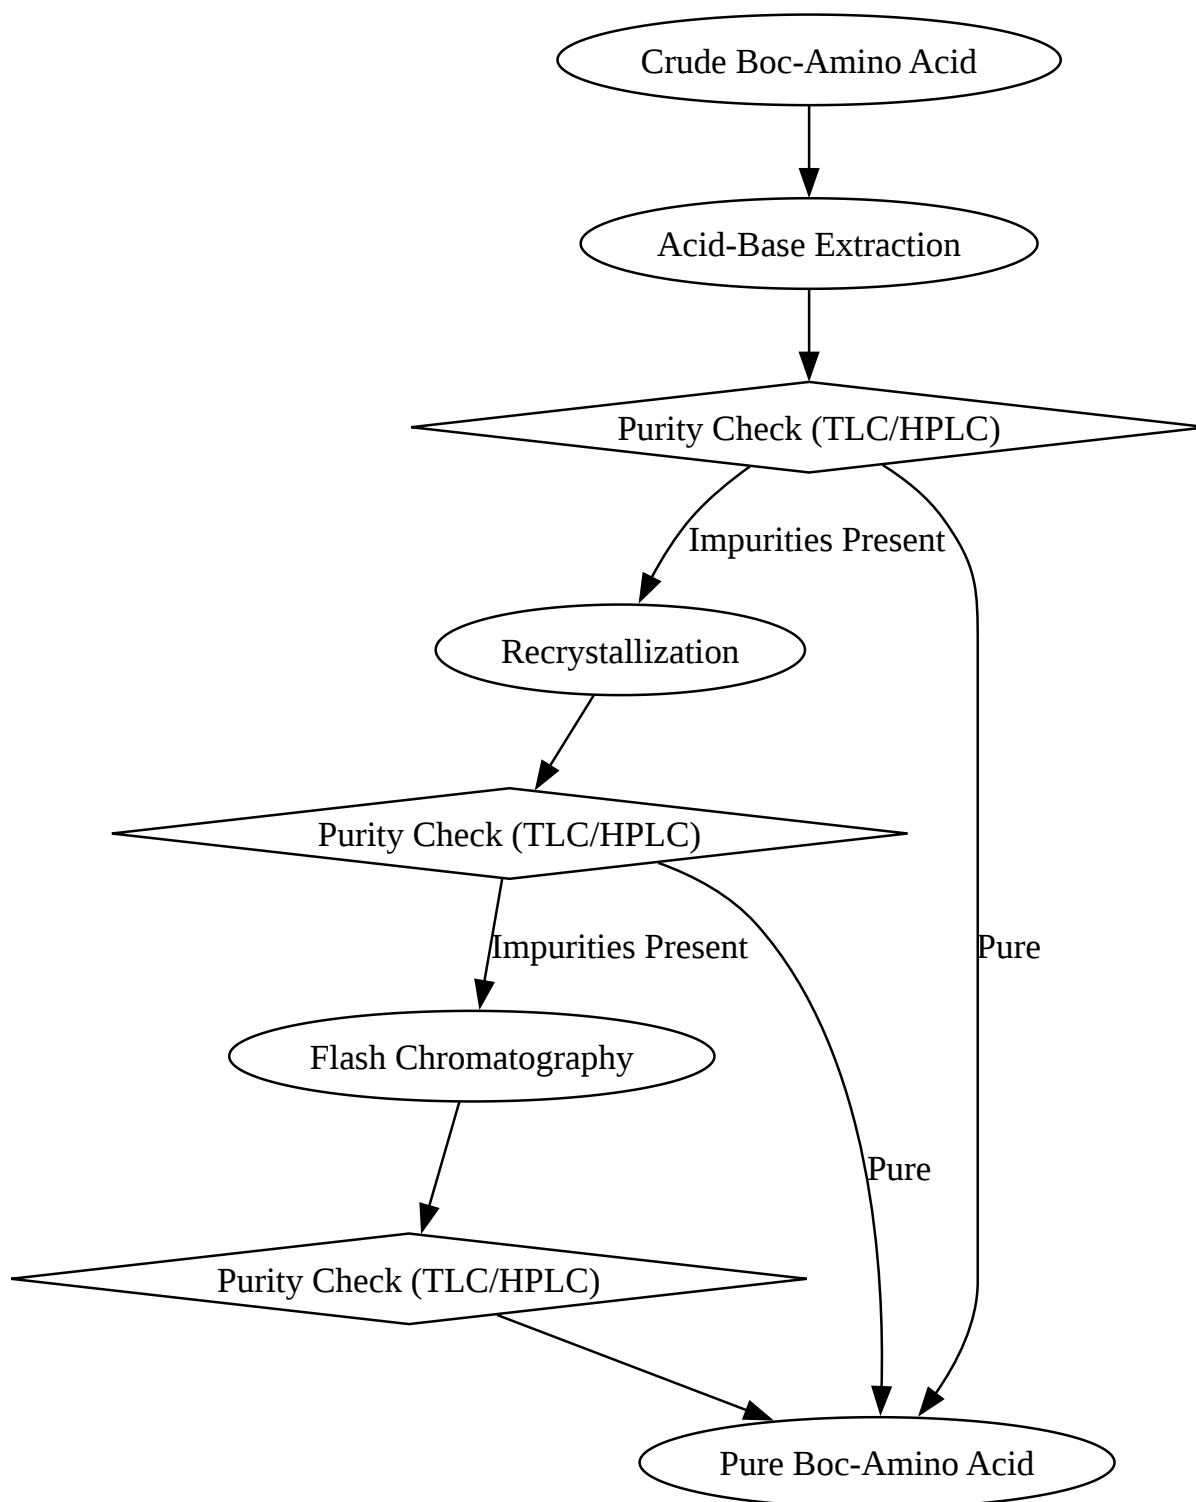 Crude Boc-Amino Acid
Acid-Base Extraction
Purity Check (TLC/HPLC)
Impurities Present
Recrystallization
Purity Check (TLC/HPLC)
Impurities Present
Pure
Flash Chromatography
Pure
Purity Check (TLC/HPLC)
Pure Boc-Amino Acid